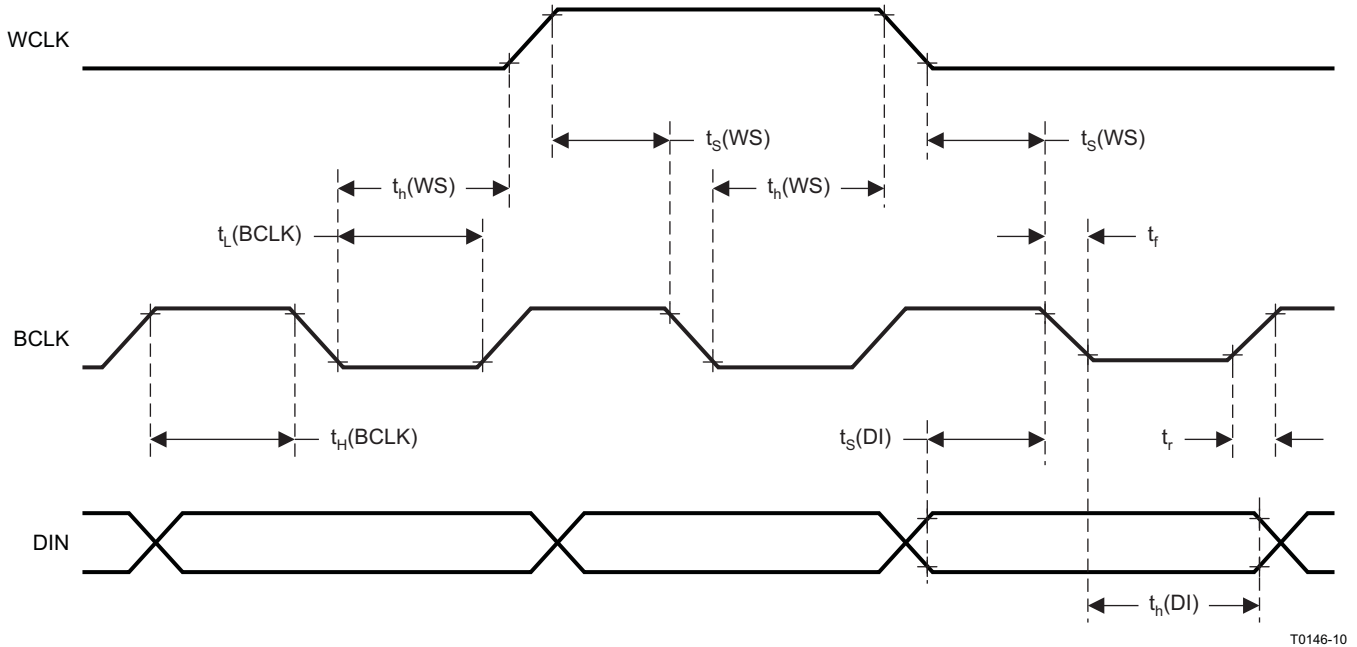 WCLK
tS(WS)
tS(WS)
th(WS)
th(WS)
tL(BCLK)
tf
BCLK
tH(BCLK)
tS(DI)
tr
DIN
th(DI)
T0146-10